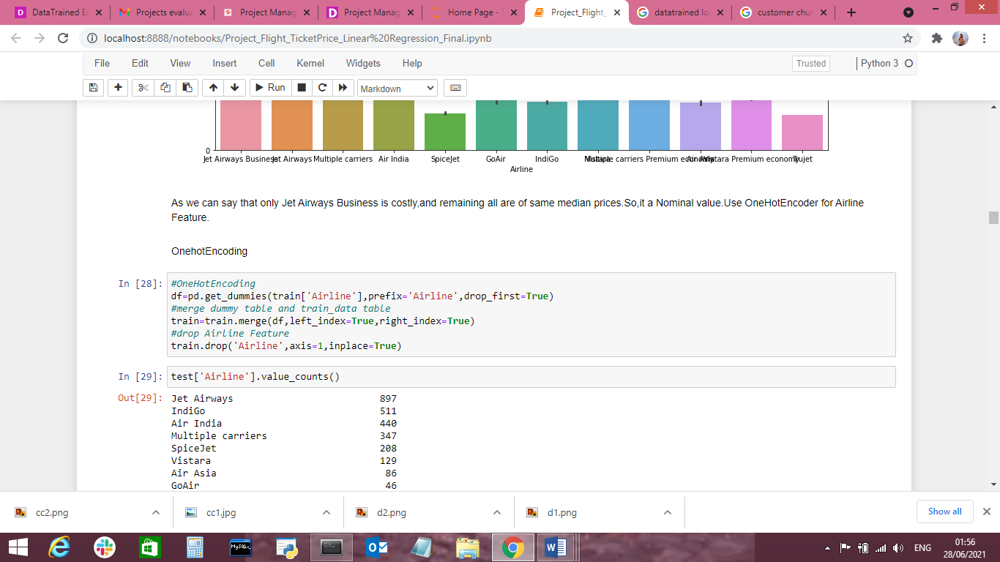 DataTrained Ed
Projects evalua
Project Manag
Project Manag
Home Page -
Project_Flight_
datatrained lo
customer chur
localhost:8888/notebooks/Project_Flight_TicketPrice_Linear%20Regression_Final.ipynb
File Edit View Insert Cell Kernel Widgets Help Trusted Python 3
Run Markdown
0
Jet Airways Business Jet Airways Multiple carriers Air India SpiceJet GoAir IndiGo Vistara Multiple carriers Premium economy Air Asia Vistara Premium economy Trujet
Airline
As we can say that only Jet Airways Business is costly,and remaining all are of same median prices.So,it a Nominal value.Use OneHotEncoder for Airline
Feature.
OnehotEncoding
In [28]: #OneHotEncoding
df=pd.get_dummies(train['Airline'],prefix='Airline',drop_first=True)
#merge dummy table and train_data table
train=train.merge(df,left_index=True,right_index=True)
#drop Airline Feature
train.drop('Airline',axis=1,inplace=True)
In [29]: test['Airline'].value_counts()
Out[29]: Jet Airways 897
IndiGo 511
Air India 440
Multiple carriers 347
SpiceJet 208
Vistara 129
Air Asia 86
GoAir 46
cc2.png cc1.jpg d2.png d1.png Show all
MySQL
ENG
01:56
28/06/2021